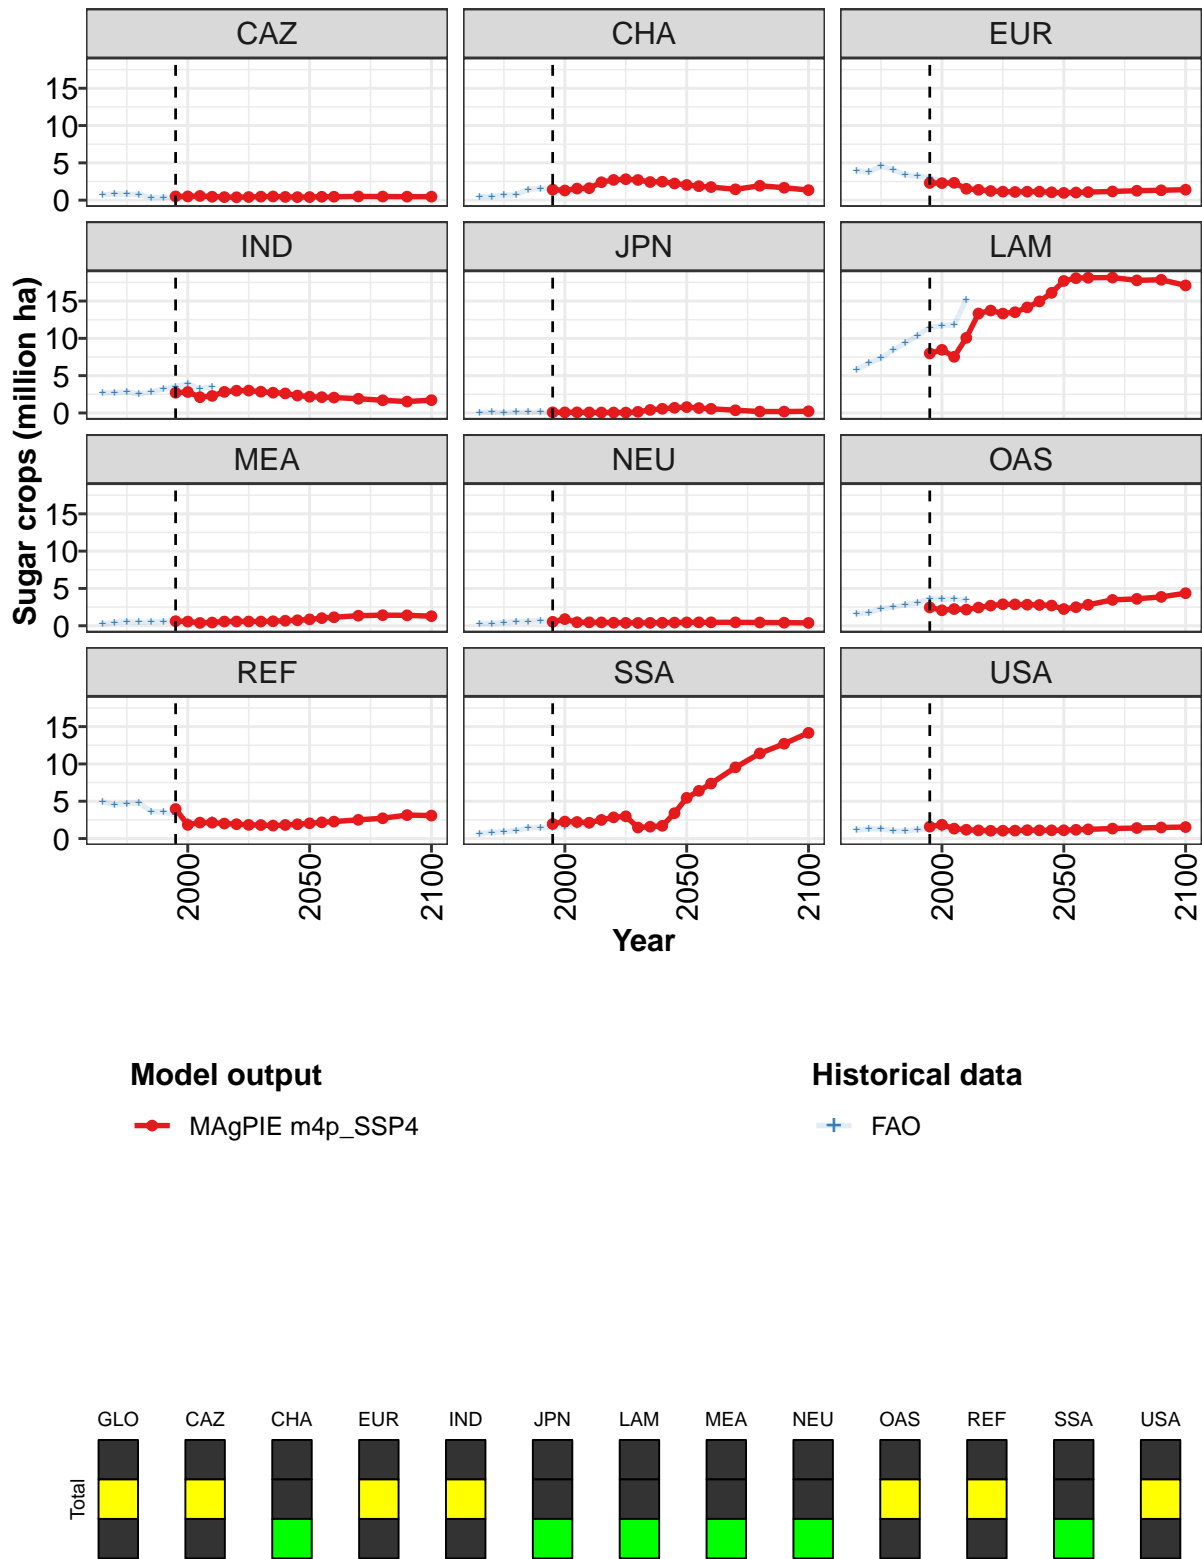 CAZ CHA EUR
15
10
5
0
IND JPN LAM
15
10
5
0
MEA NEU OAS
15
10
5
0
REF SSA USA
15
10
5
0
Sugar crops (million ha)
2000 2050 2100 2000 2050 2100 2000 2050 2100
Year
Model output Historical data
MAgPIE m4p_SSP4 FAO
GLO CAZ CHA EUR IND JPN LAM MEA NEU OAS REF SSA USA
Total